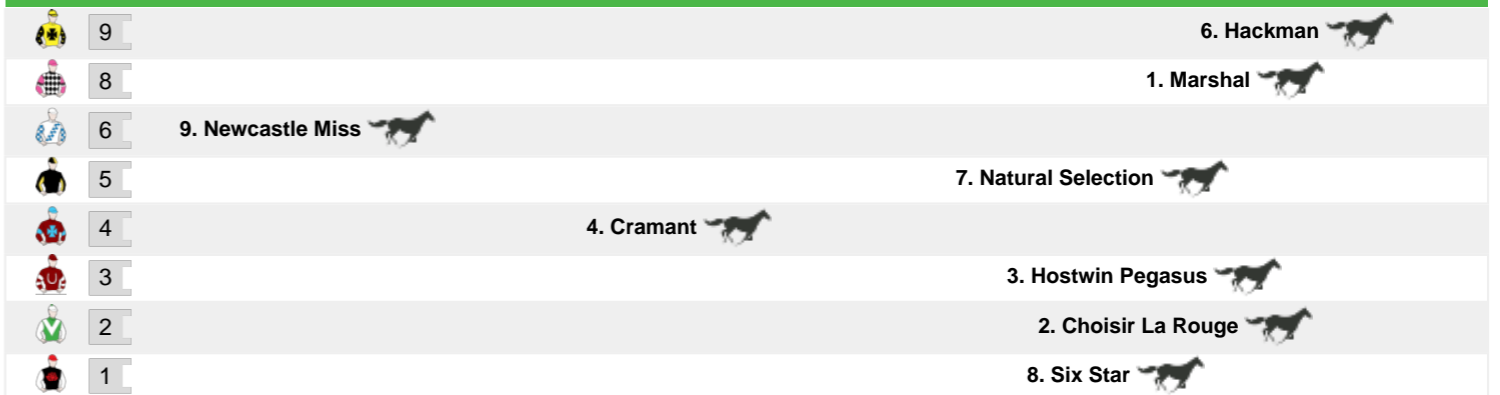 9 6. Hackman
8 1. Marshal
6 9. Newcastle Miss
5 7. Natural Selection
4 4. Cramant
3 3. Hostwin Pegasus
2 2. Choisir La Rouge
1 8. Six Star